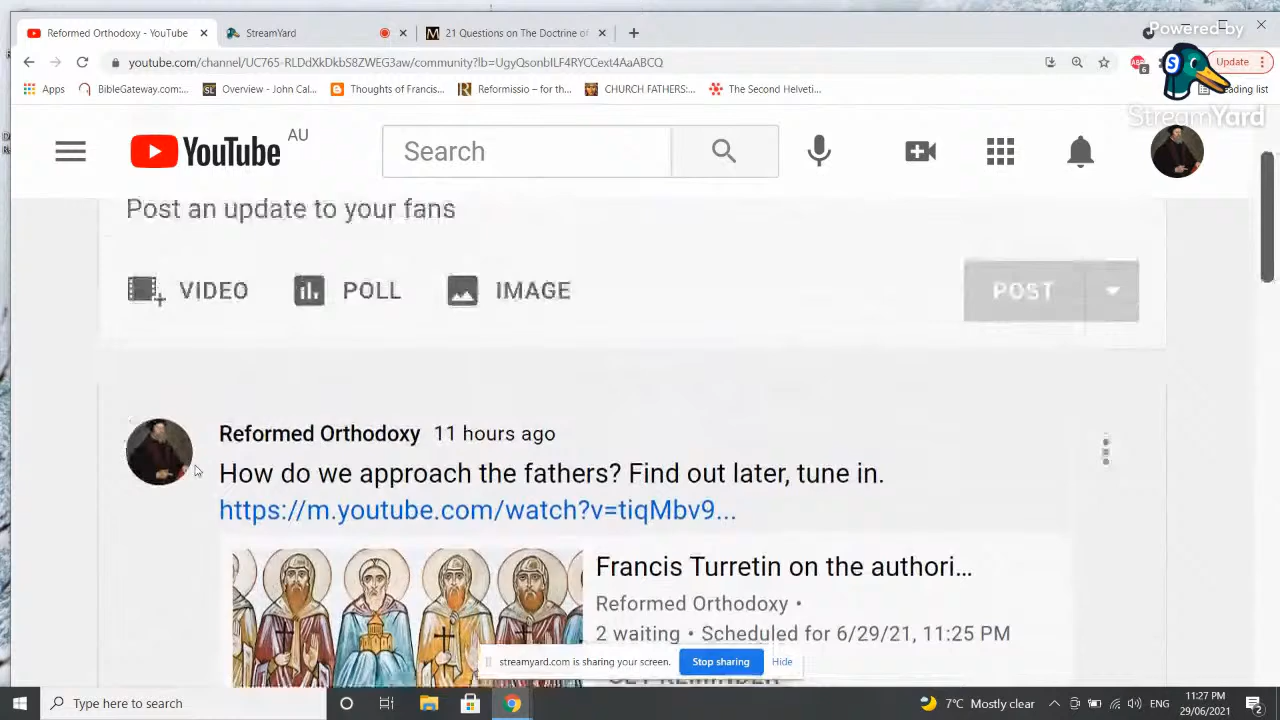 Powered by
Reformed Orthodoxy - YouTube
StreamYard
21 Questions on The Doctrine of
youtube.com/channel/UC765-RLDdXkDkbS8ZWEG3aw/community?lb=UgyQsonbILF4RYCCext4AaABCQ
6
Update
Apps
BibleGateway.com:...
Overview - John Cal...
Thoughts of Francis...
Reformissio - for th...
CHURCH FATHERS:...
The Second Helveti...
Reading list
StreamYard
YouTube
AU
Search
Post an update to your fans
VIDEO
POLL
IMAGE
POST
Reformed Orthodoxy 11 hours ago
How do we approach the fathers? Find out later, tune in.
https://m.youtube.com/watch?v=tiqMbv9...
Francis Turretin on the authori...
Reformed Orthodoxy •
2 waiting • Scheduled for 6/29/21, 11:25 PM
streamyard.com is sharing your screen.
Stop sharing
Hide
Type here to search
7°C Mostly clear
ENG
11:27 PM
29/06/2021
2